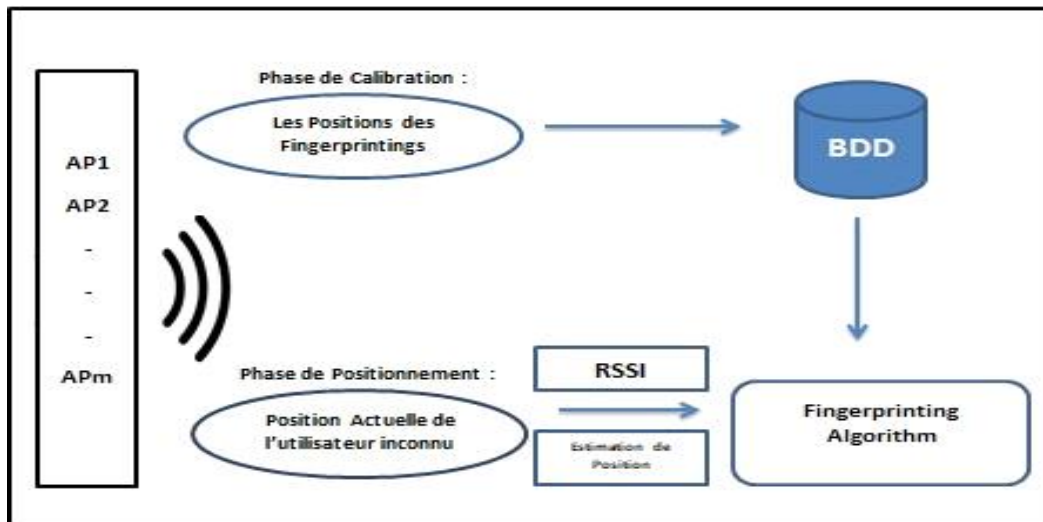 AP1
AP2
-
-
-
APm
Phase de Calibration :
Les Positions des
Fingerprintings
BDD
Phase de Positionnement :
Position Actuelle de
l'utilisateur inconnu
RSSI
Estimation de
Position
Fingerprinting
Algorithm